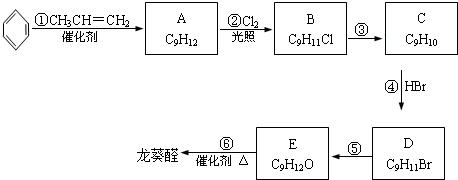 ①CH₃CH=CH₂
催化剂
A
C₉H₁₂
②Cl₂
光照
B
C₉H₁₁Cl
③
C
C₉H₁₀
④ HBr
D
C₉H₁₁Br
⑤
E
C₉H₁₂O
⑥
催化剂 △
龙葵醛